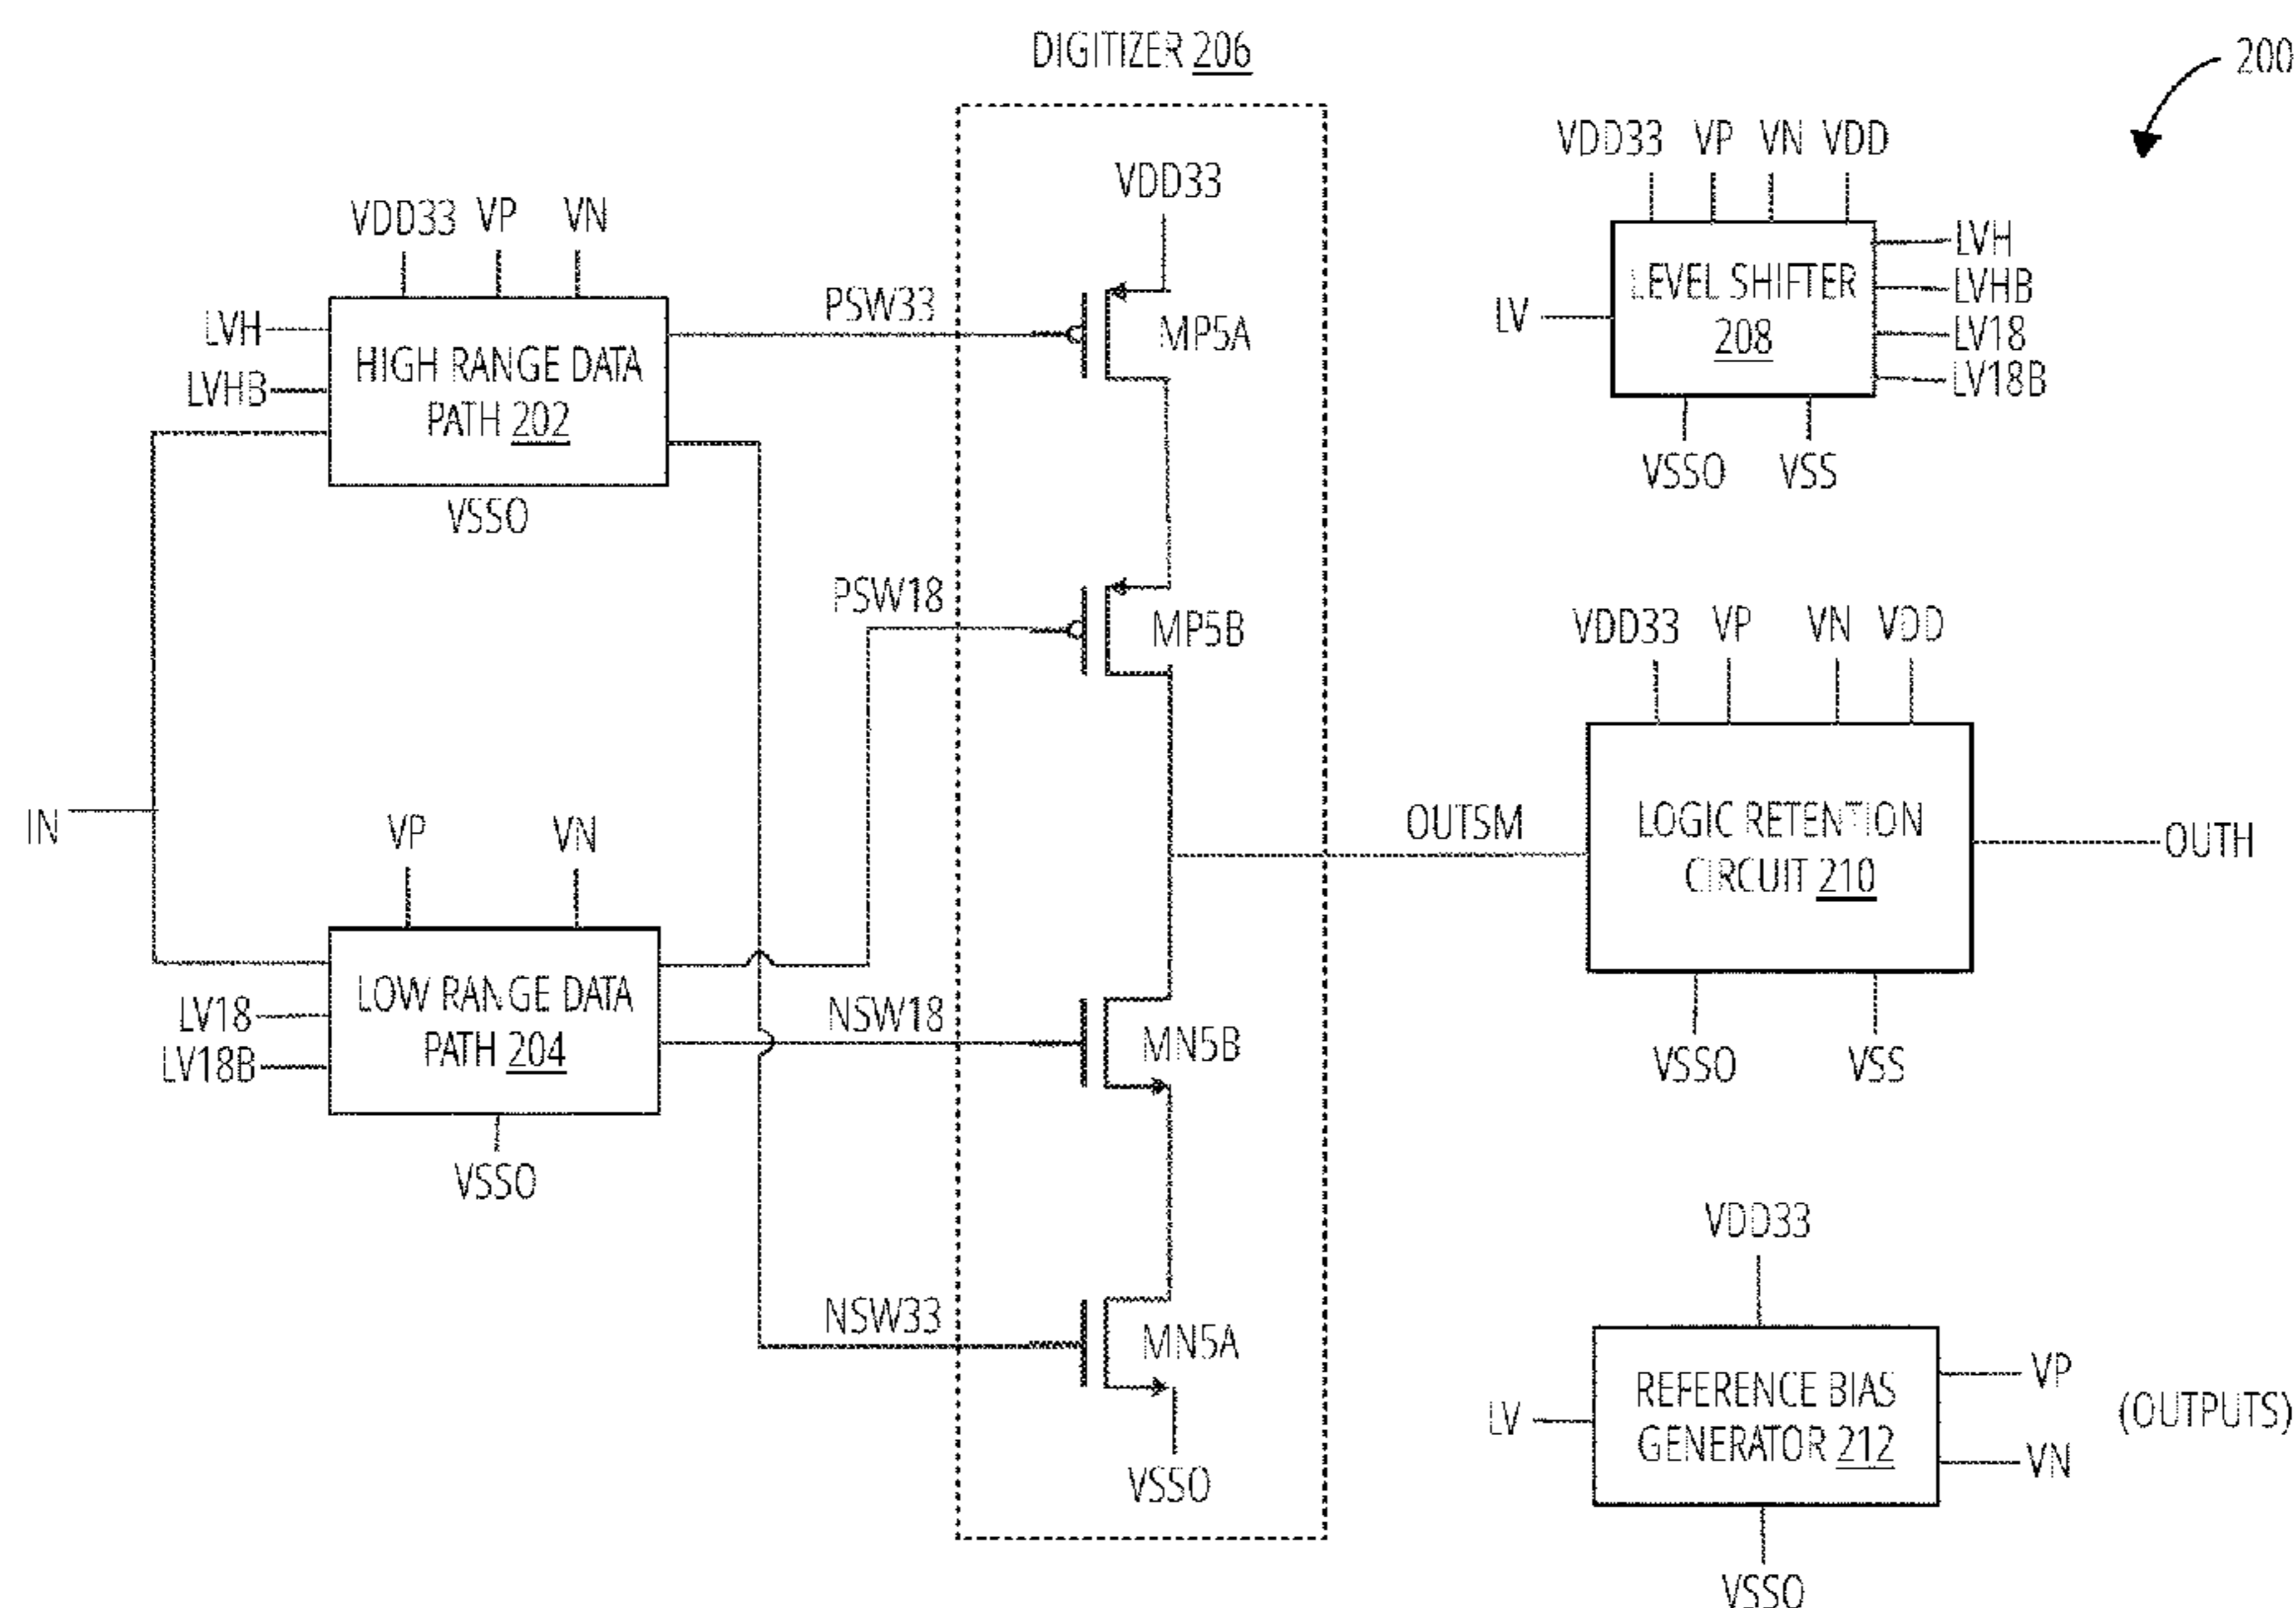 DIGITIZER 206
200
VDD33 VP VN
LVH
LVHB
HIGH RANGE DATA
PATH 202
VSSO
IN
VP VN
LV18
LV18B
LOW RANGE DATA
PATH 204
VSSO
PSW33
PSW18
NSW18
NSW33
VDD33
MP5A
MP5B
MN5B
MN5A
VSSO
OUTSM
VDD33 VP VN VDD
LV
LEVEL SHIFTER
208
LVH
LVHB
LV18
LV18B
VSSO VSS
VDD33 VP VN VDD
LOGIC RETENTION
CIRCUIT 210
OUTH
VSSO VSS
VDD33
LV
REFERENCE BIAS
GENERATOR 212
VP
VN
(OUTPUTS)
VSSO